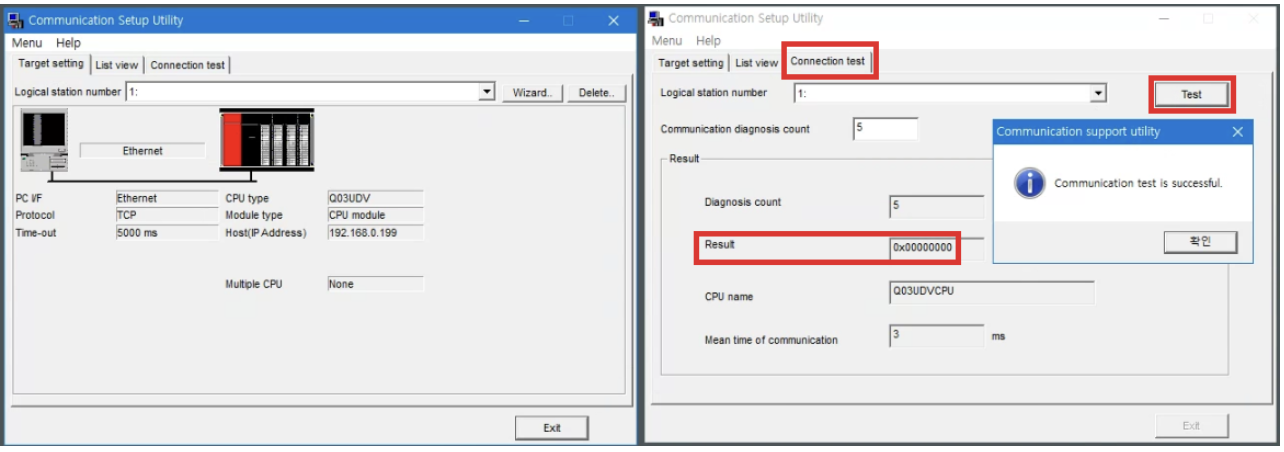 Communication Setup Utility
Menu Help
Target setting List view Connection test
Logical station number 1: Wizard.. Delete..
Ethernet
PC I/F Ethernet CPU type Q03UDV
Protocol TCP Module type CPU module
Time-out 5000 ms Host(IP Address) 192.168.0.199
Multiple CPU None
Exit
Communication Setup Utility
Menu Help
Target setting List view Connection test
Logical station number 1: Test
Communication diagnosis count 5
Result
Diagnosis count 5
Result 0x00000000
CPU name Q03UDVCPU
Mean time of communication 3 ms
Exit
Communication support utility
Communication test is successful.
확인